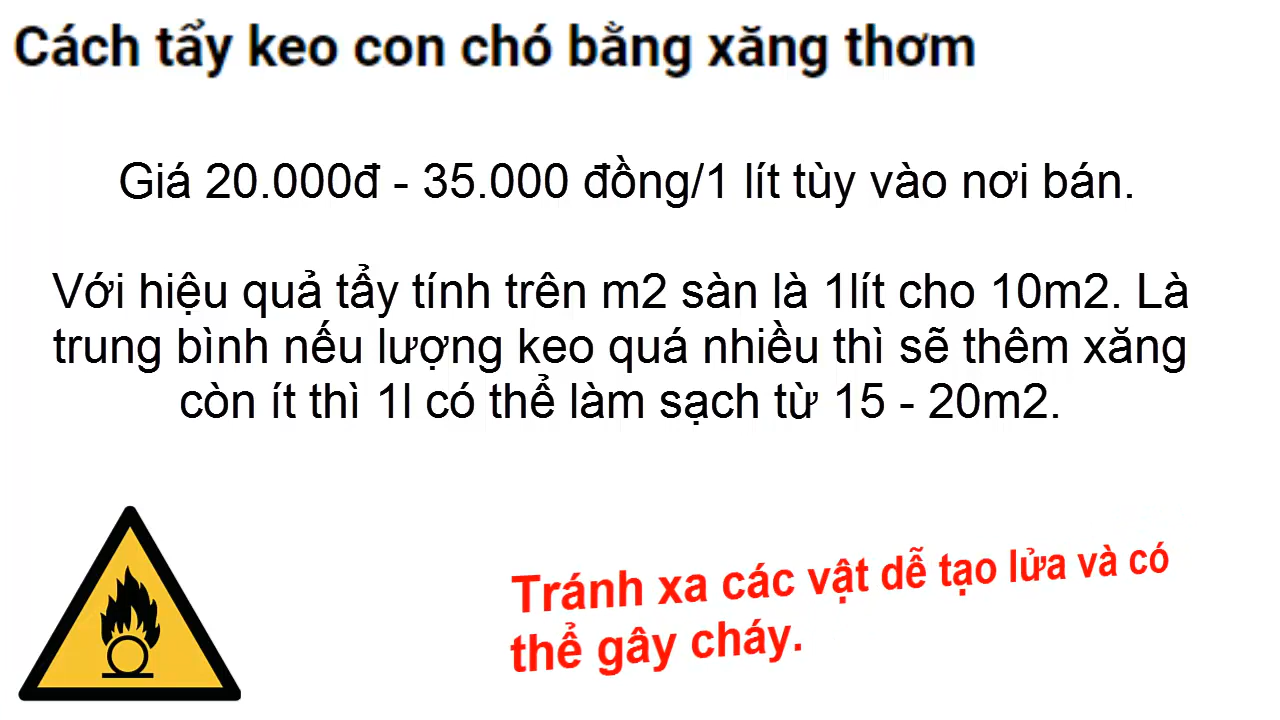 Cách tẩy keo con chó bằng xăng thơm
Giá 20.000đ - 35.000 đồng/1 lít tùy vào nơi bán.
Với hiệu quả tẩy tính trên m2 sàn là 1lít cho 10m2. Là
trung bình nếu lượng keo quá nhiều thì sẽ thêm xăng
còn ít thì 1l có thể làm sạch từ 15 - 20m2.
Tránh xa các vật dễ tạo lửa và có
thể gây cháy.